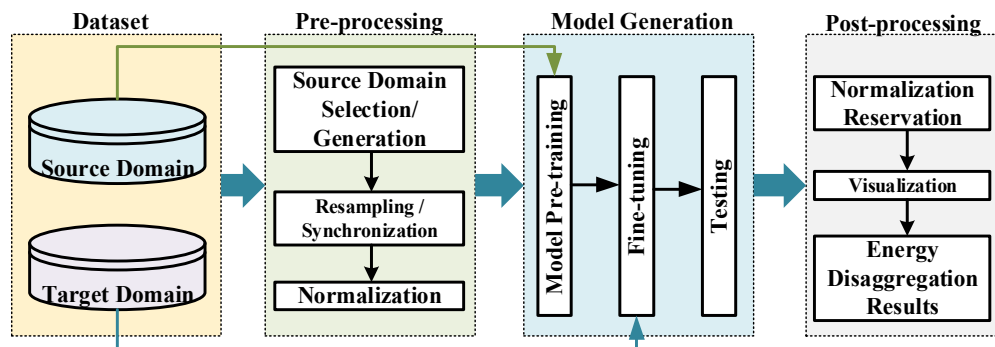 Dataset
Source Domain
Target Domain
Pre-processing
Source Domain
Selection/
Generation
Resampling /
Synchronization
Normalization
Model Generation
Model Pre-training
Fine-tuning
Testing
Post-processing
Normalization
Reservation
Visualization
Energy
Disaggregation
Results